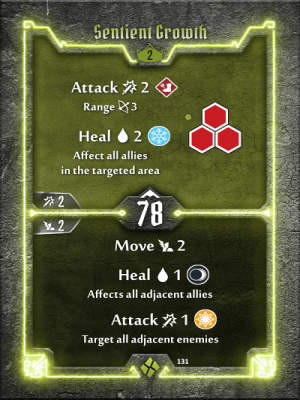 Sentient Growth
2
Attack 2
Range 3
Heal 2
Affect all allies
in the targeted area
2
78
2
Move 2
Heal 1
Affects all adjacent allies
Attack 1
Target all adjacent enemies
131